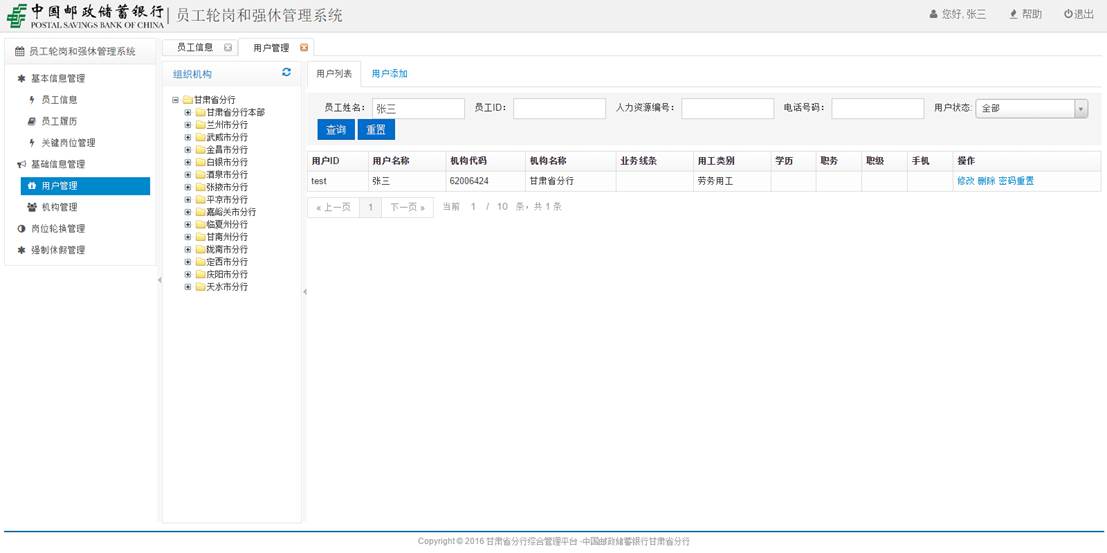 中国邮政储蓄银行
POSTAL SAVINGS BANK OF CHINA
员工轮岗和强休管理系统
您好, 张三 帮助 退出
员工轮岗和强休管理系统
基本信息管理
员工信息
员工履历
关键岗位管理
基础信息管理
用户管理
机构管理
岗位轮换管理
强制休假管理
员工信息 用户管理
组织机构
甘肃省分行
甘肃省分行本部
兰州市分行
武威市分行
金昌市分行
白银市分行
酒泉市分行
张掖市分行
平凉市分行
嘉峪关市分行
临夏州分行
甘南州分行
陇南市分行
定西市分行
庆阳市分行
天水市分行
用户列表 用户添加
员工姓名: 张三 员工ID: 人力资源编号: 电话号码: 用户状态: 全部
查询 重置
用户ID 用户名称 机构代码 机构名称 业务线条 用工类别 学历 职务 职级 手机 操作
test 张三 62006424 甘肃省分行 劳务用工 修改 删除 密码重置
« 上一页 1 下一页 » 当前 1 / 10 条，共 1 条
Copyright © 2016 甘肃省分行综合管理平台 -中国邮政储蓄银行甘肃省分行